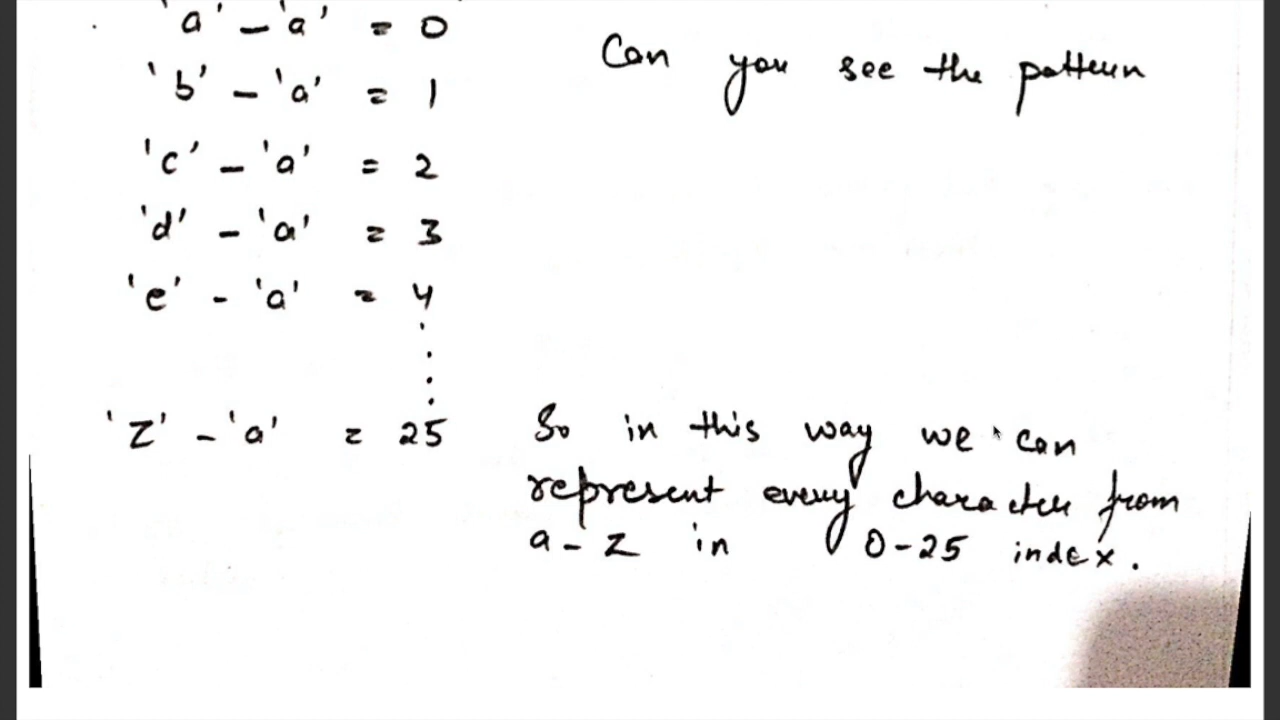 'a' - 'a' = 0
Can you see the pattern
'b' - 'a' = 1
'c' - 'a' = 2
'd' - 'a' = 3
'e' - 'a' = 4
'z' - 'a' = 25
So in this way we can
represent every character from
a - z in 0-25 index.